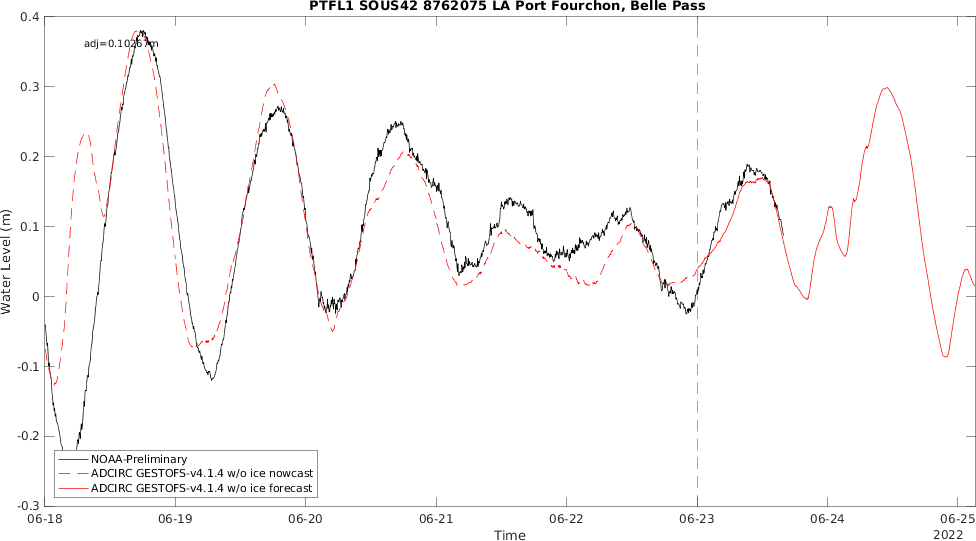 PTFL1 SOUS42 8762075 LA Port Fourchon, Belle Pass
0.4
0.3
0.2
0.1
0
-0.1
-0.2
-0.3
Water Level (m)
adj=0.10267m
NOAA-Preliminary
ADCIRC GESTOFS-v4.1.4 w/o ice nowcast
ADCIRC GESTOFS-v4.1.4 w/o ice forecast
06-18 06-19 06-20 06-21 06-22 06-23 06-24 06-25
Time
2022